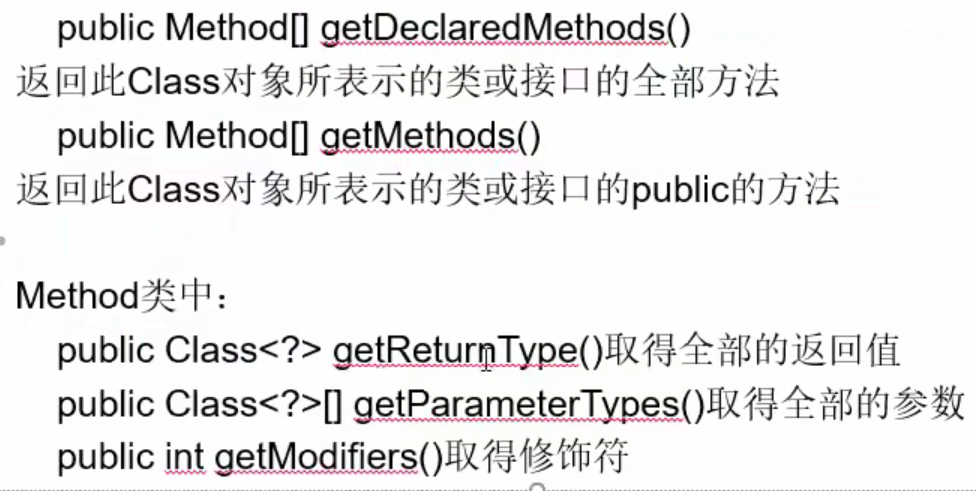 public Method[] getDeclaredMethods()
返回此Class对象所表示的类或接口的全部方法
public Method[] getMethods()
返回此Class对象所表示的类或接口的public的方法
Method类中：
public Class<?> getReturnType()取得全部的返回值
public Class<?>[] getParameterTypes()取得全部的参数
public int getModifiers()取得修饰符